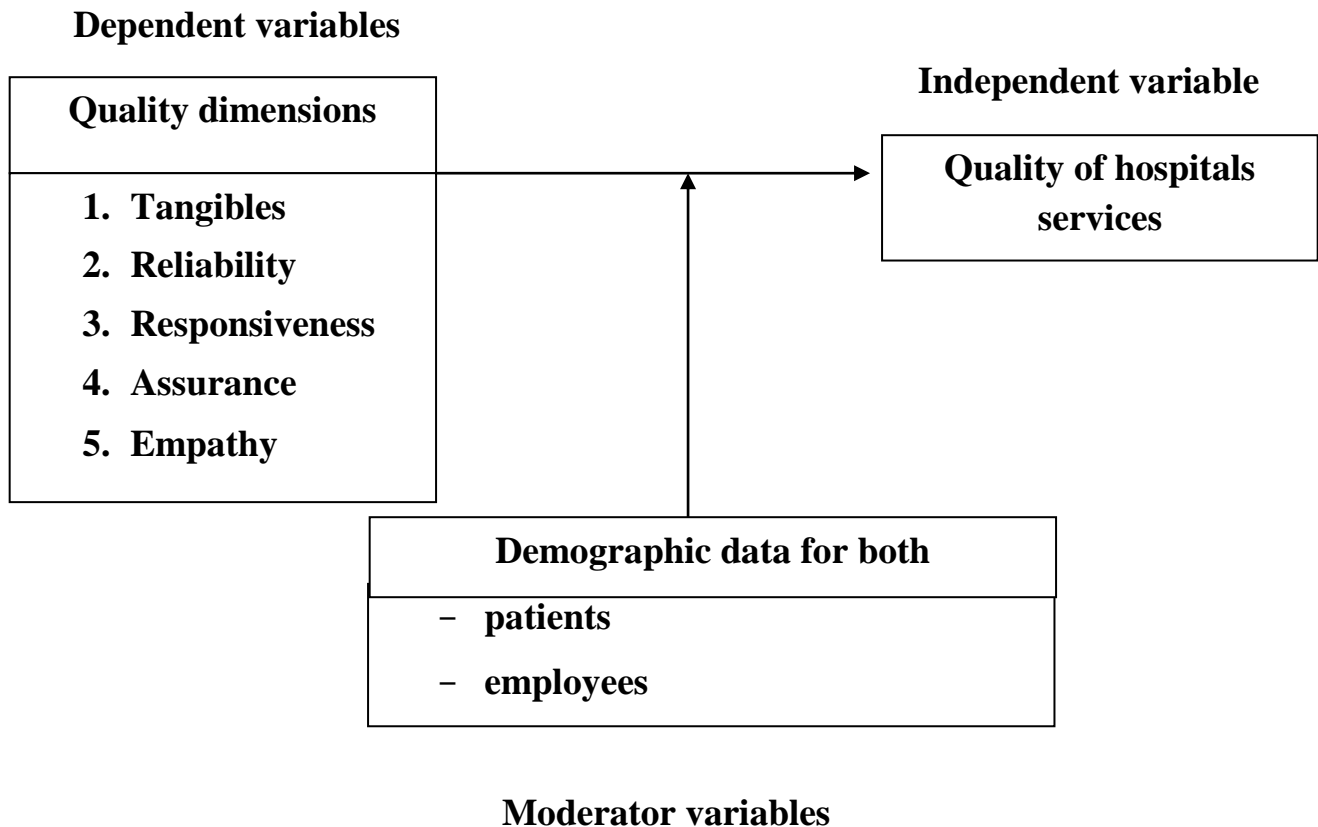 Dependent variables
Quality dimensions
1. Tangibles
2. Reliability
3. Responsiveness
4. Assurance
5. Empathy
Independent variable
Quality of hospitals
services
Demographic data for both
– patients
– employees
Moderator variables